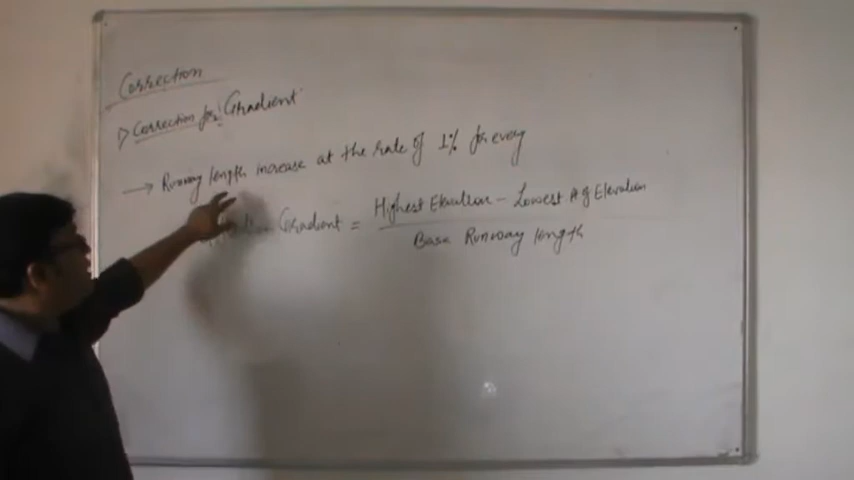 Correction
Correction for Gradient
→ Runway length increase at the rate of 1% for every
Gradient = Highest Elevation - Lowest of Elevation
Base Runway length